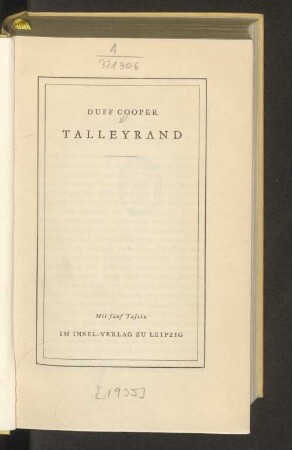 A
321906
DUFF COOPER
TALLEYRAND
Mit fünf Tafeln
IM INSEL-VERLAG ZU LEIPZIG
[1935]